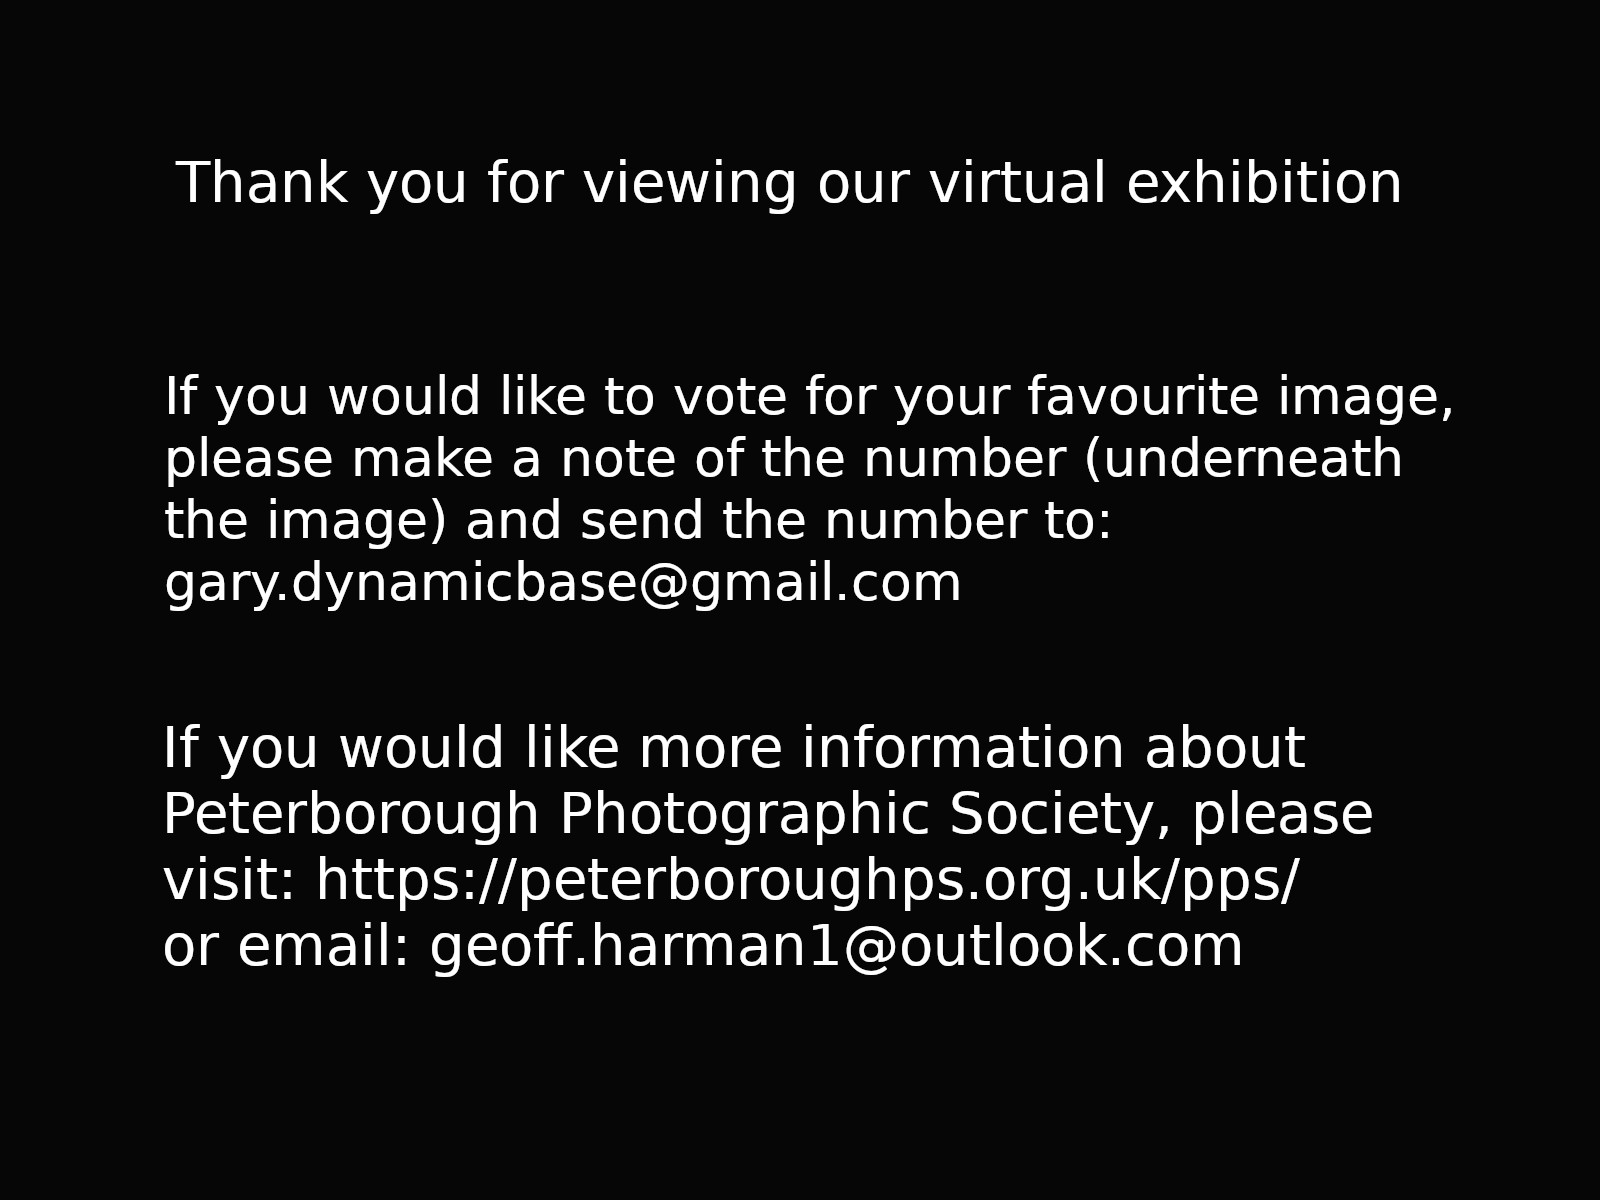 Thank you for viewing our virtual exhibition
If you would like to vote for your favourite image,
please make a note of the number (underneath
the image) and send the number to:
gary.dynamicbase@gmail.com
If you would like more information about
Peterborough Photographic Society, please
visit: https://peterboroughps.org.uk/pps/
or email: geoff.harman1@outlook.com